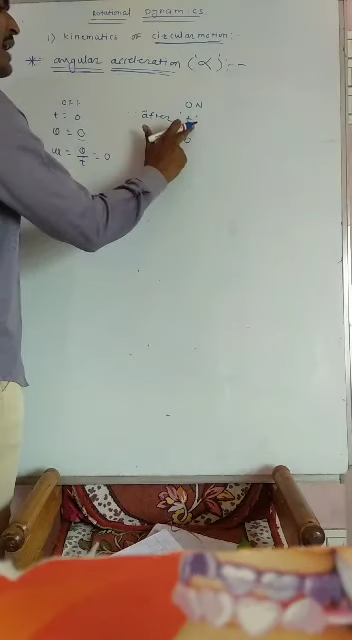 Rotational Dynamics
1) kinematics of circular motion :-
* angular acceleration ('α') :--
OFF
t = 0
θ = 0
ω = θ/t = 0
ON
after 't'
θ